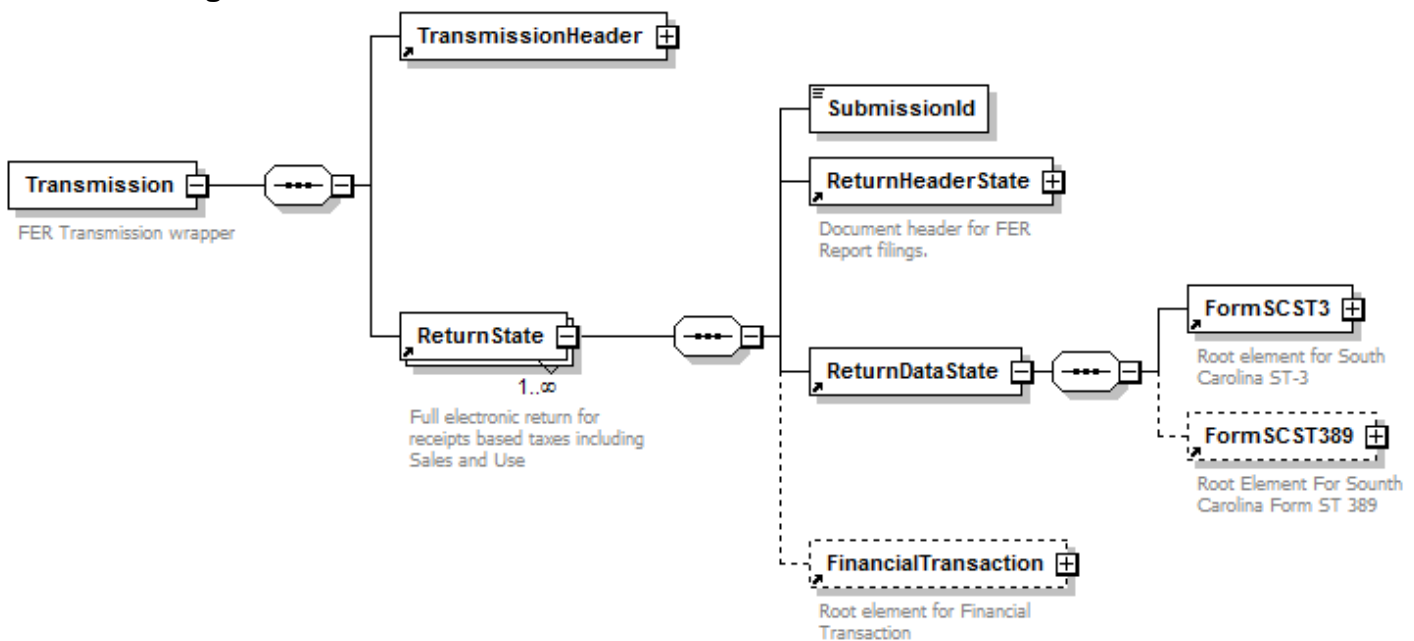 TransmissionHeader
SubmissionId
Transmission
FER Transmission wrapper
ReturnHeaderState
Document header for FER
Report filings.
ReturnState
1..∞
Full electronic return for
receipts based taxes including
Sales and Use
ReturnDataState
FormSCST3
Root element for South
Carolina ST-3
FormSCST389
Root Element For Sounth
Carolina Form ST 389
FinancialTransaction
Root element for Financial
Transaction